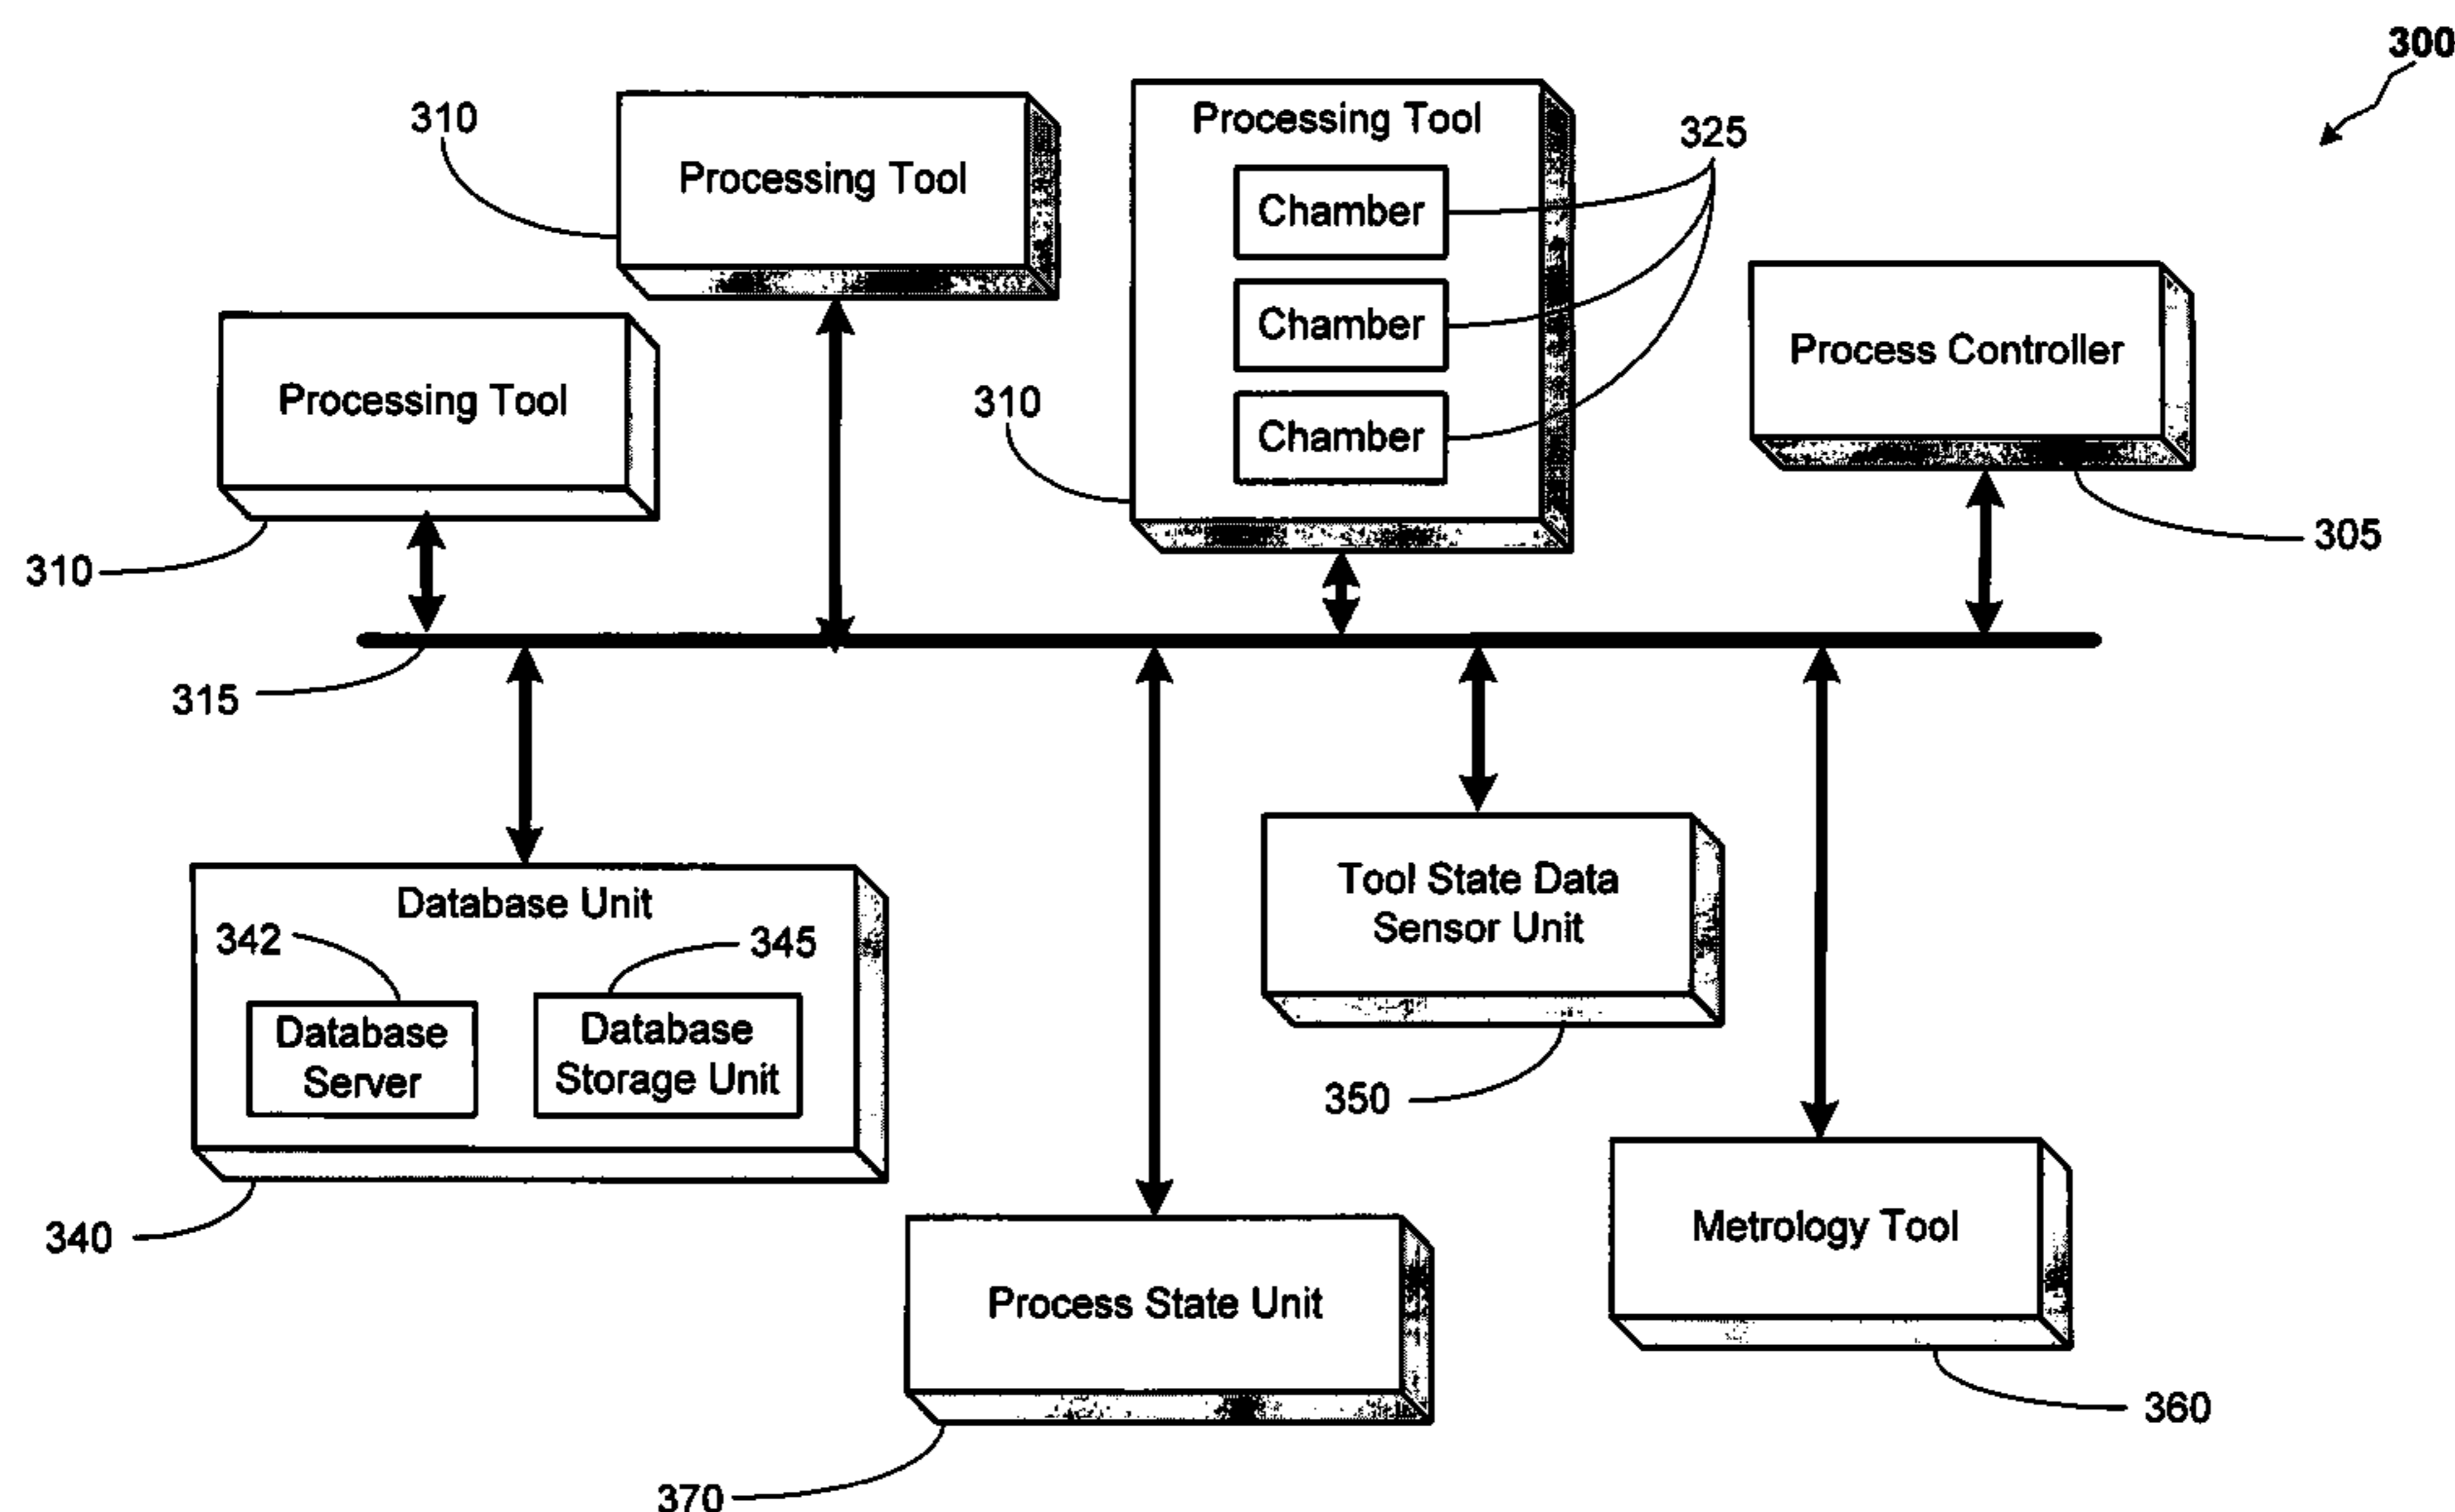 300
310
Processing Tool
Processing Tool
325
Chamber
Chamber
Chamber
310
Process Controller
305
Processing Tool
310
315
Database Unit
342
345
Database
Server
Database
Storage Unit
340
Tool State Data
Sensor Unit
350
Metrology Tool
360
Process State Unit
370